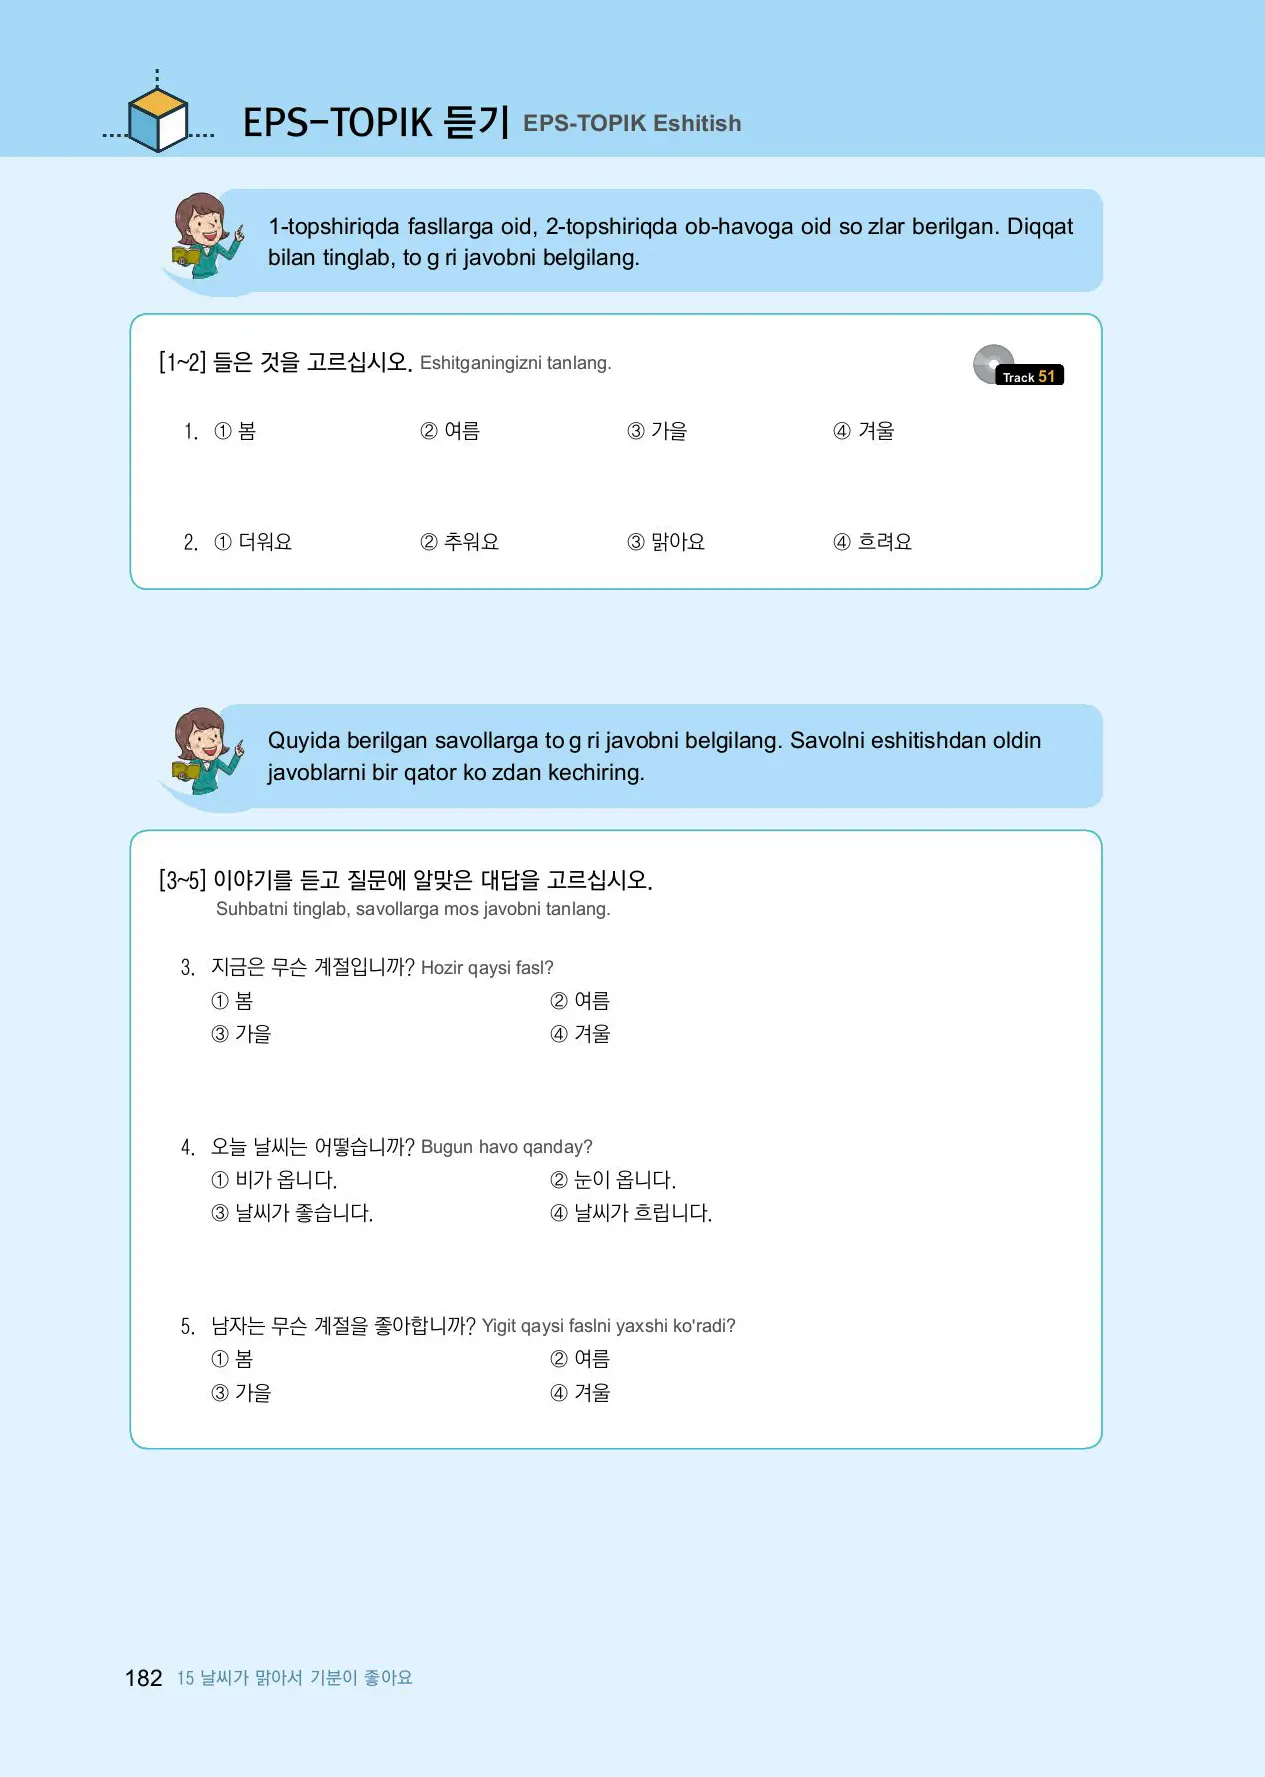 EPS-TOPIK 듣기 EPS-TOPIK Eshitish
1-topshiriqda fasllarga oid, 2-topshiriqda ob-havoga oid so zlar berilgan. Diqqat
bilan tinglab, to g ri javobni belgilang.
[1~2] 들은 것을 고르십시오. Eshitganingizni tanlang.
Track 51
1. ① 봄 ② 여름 ③ 가을 ④ 겨울
2. ① 더워요 ② 추워요 ③ 맑아요 ④ 흐려요
Quyida berilgan savollarga to g ri javobni belgilang. Savolni eshitishdan oldin
javoblarni bir qator ko zdan kechiring.
[3~5] 이야기를 듣고 질문에 알맞은 대답을 고르십시오.
Suhbatni tinglab, savollarga mos javobni tanlang.
3. 지금은 무슨 계절입니까? Hozir qaysi fasl?
① 봄 ② 여름
③ 가을 ④ 겨울
4. 오늘 날씨는 어떻습니까? Bugun havo qanday?
① 비가 옵니다. ② 눈이 옵니다.
③ 날씨가 좋습니다. ④ 날씨가 흐립니다.
5. 남자는 무슨 계절을 좋아합니까? Yigit qaysi faslni yaxshi ko'radi?
① 봄 ② 여름
③ 가을 ④ 겨울
182 15 날씨가 맑아서 기분이 좋아요